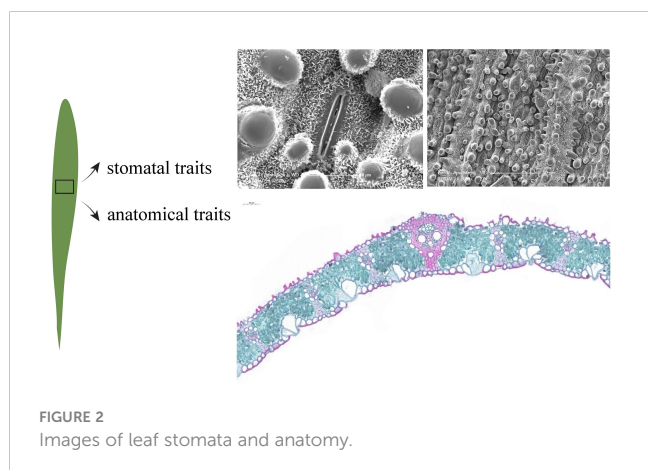 stomatal traits
anatomical traits
FIGURE 2
Images of leaf stomata and anatomy.